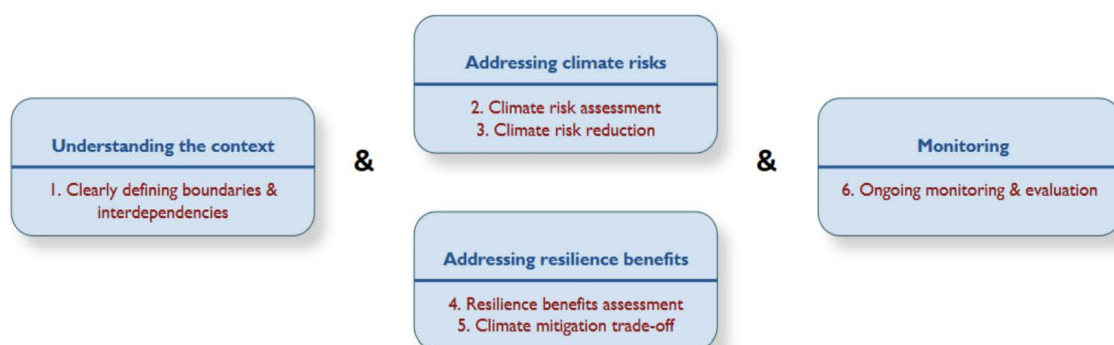 Understanding the context
1. Clearly defining boundaries &
interdependencies
&
Addressing climate risks
2. Climate risk assessment
3. Climate risk reduction
Addressing resilience benefits
4. Resilience benefits assessment
5. Climate mitigation trade-off
&
Monitoring
6. Ongoing monitoring & evaluation